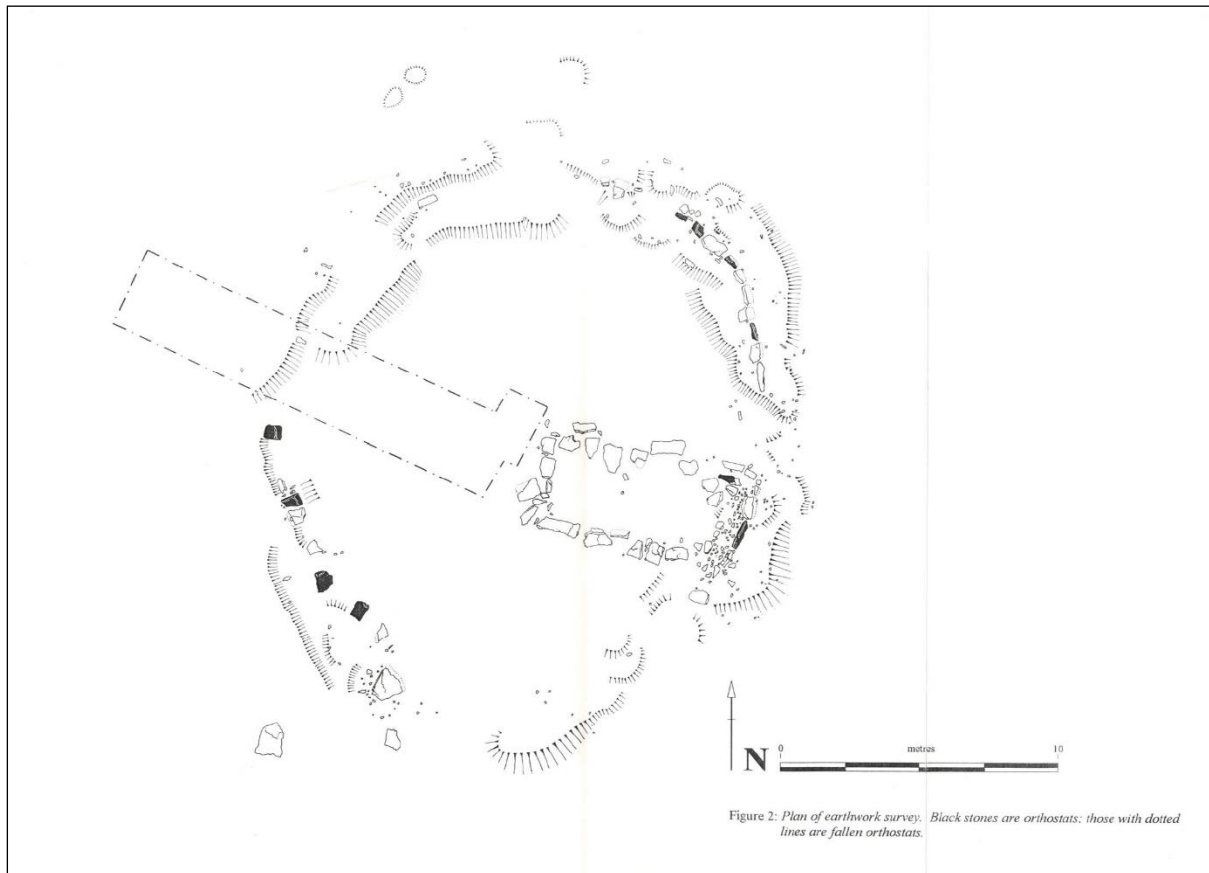 N
0 metres 10
Figure 2: Plan of earthwork survey. Black stones are orthostats; those with dotted
lines are fallen orthostats.